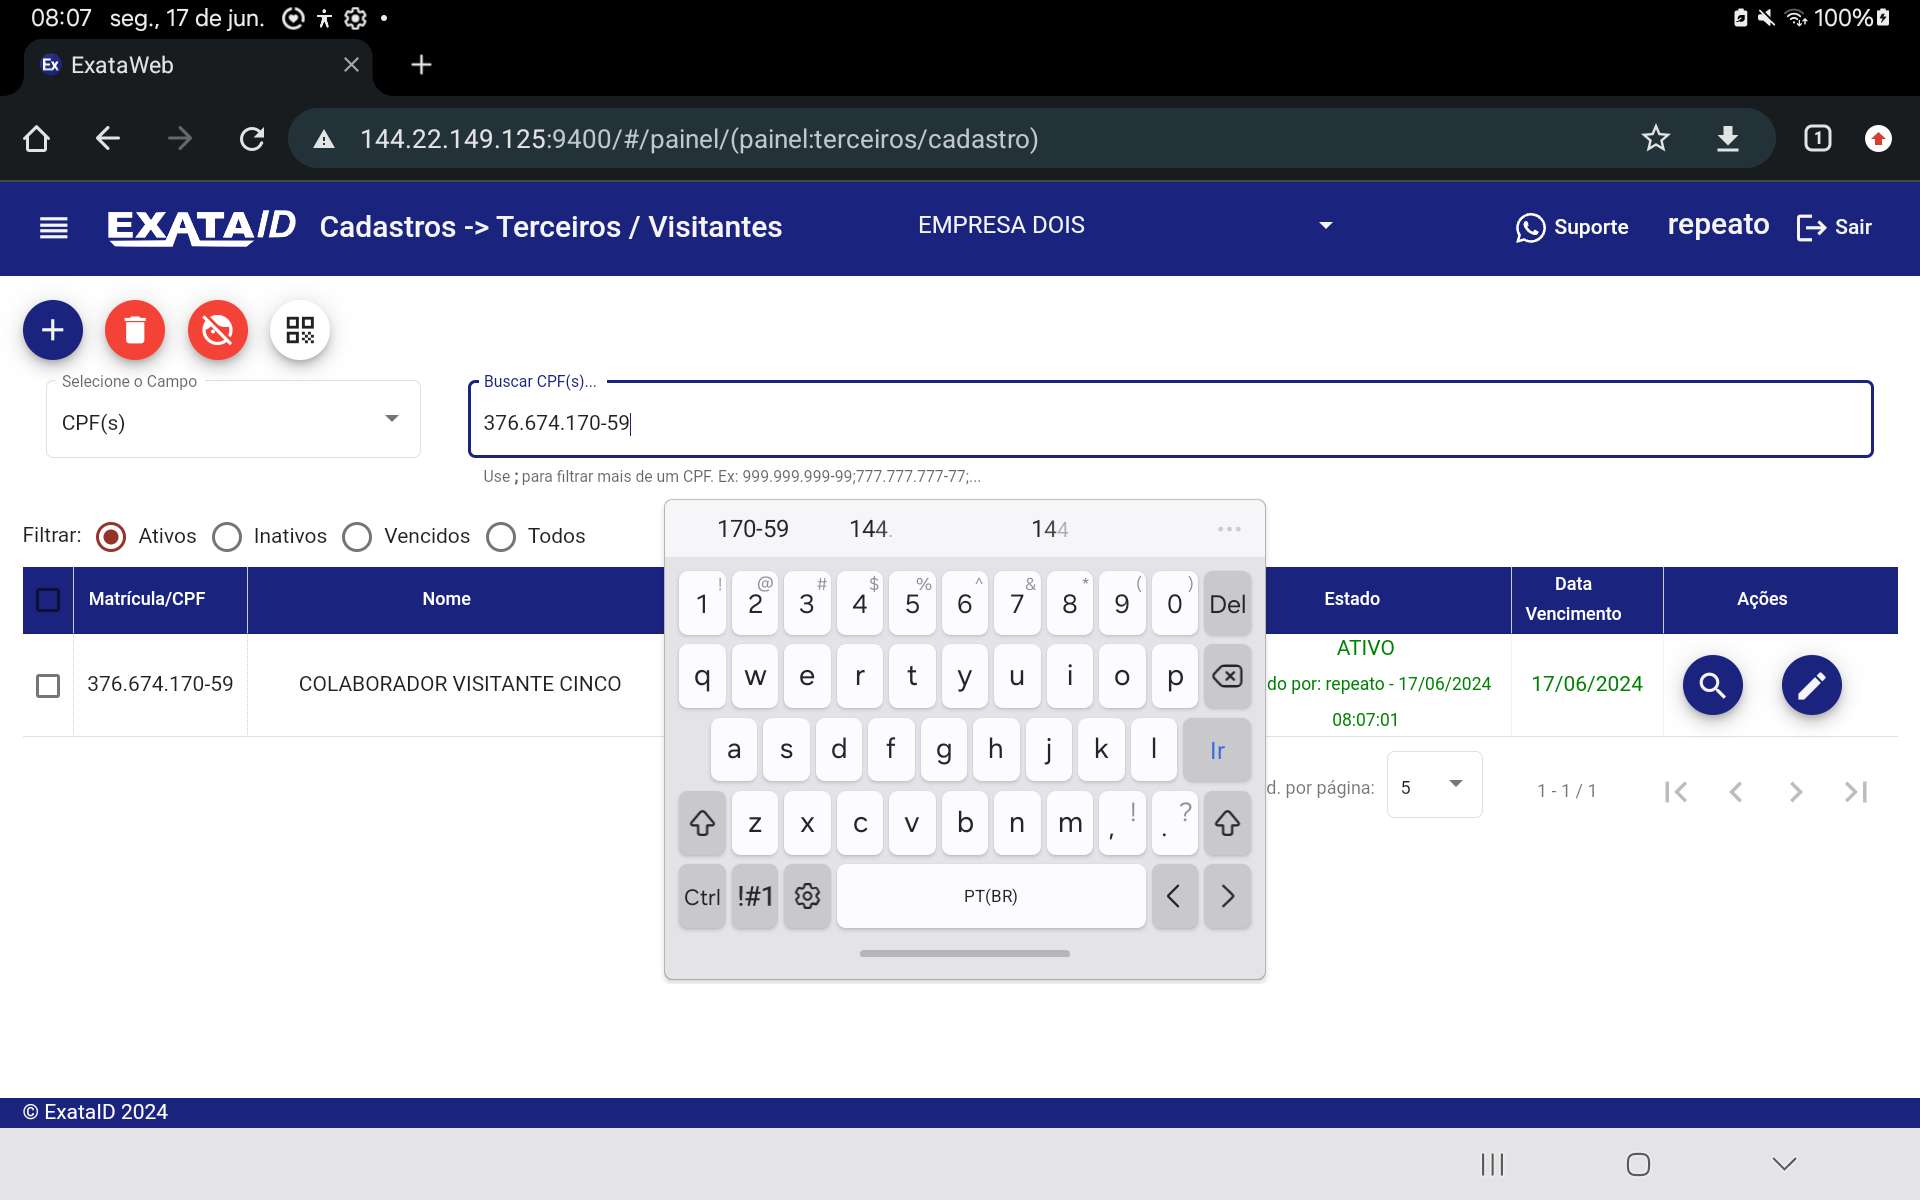 08:07 seg., 17 de jun. 100%
Ex ExataWeb
144.22.149.125:9400/#/painel/(painel:terceiros/cadastro) 1
EXATAID Cadastros -> Terceiros / Visitantes EMPRESA DOIS Suporte repeato Sair
Selecione o Campo Buscar CPF(s)...
CPF(s) 376.674.170-59
Use ; para filtrar mais de um CPF. Ex: 999.999.999-99;777.777.777-77;...
Filtrar: Ativos Inativos Vencidos Todos
Matrícula/CPF Nome Estado Data Vencimento Ações
376.674.170-59 COLABORADOR VISITANTE CINCO
ATIVO
do por: repeato - 17/06/2024
08:07:01
17/06/2024
d. por página: 5 1 - 1 / 1
170-59 144. 144 ...
! @ # $ % ^ & * ( )
1 2 3 4 5 6 7 8 9 0 Del
q w e r t y u i o p
a s d f g h j k l Ir
z x c v b n m , ! . ?
Ctrl !#1 PT(BR) < >
© ExataID 2024